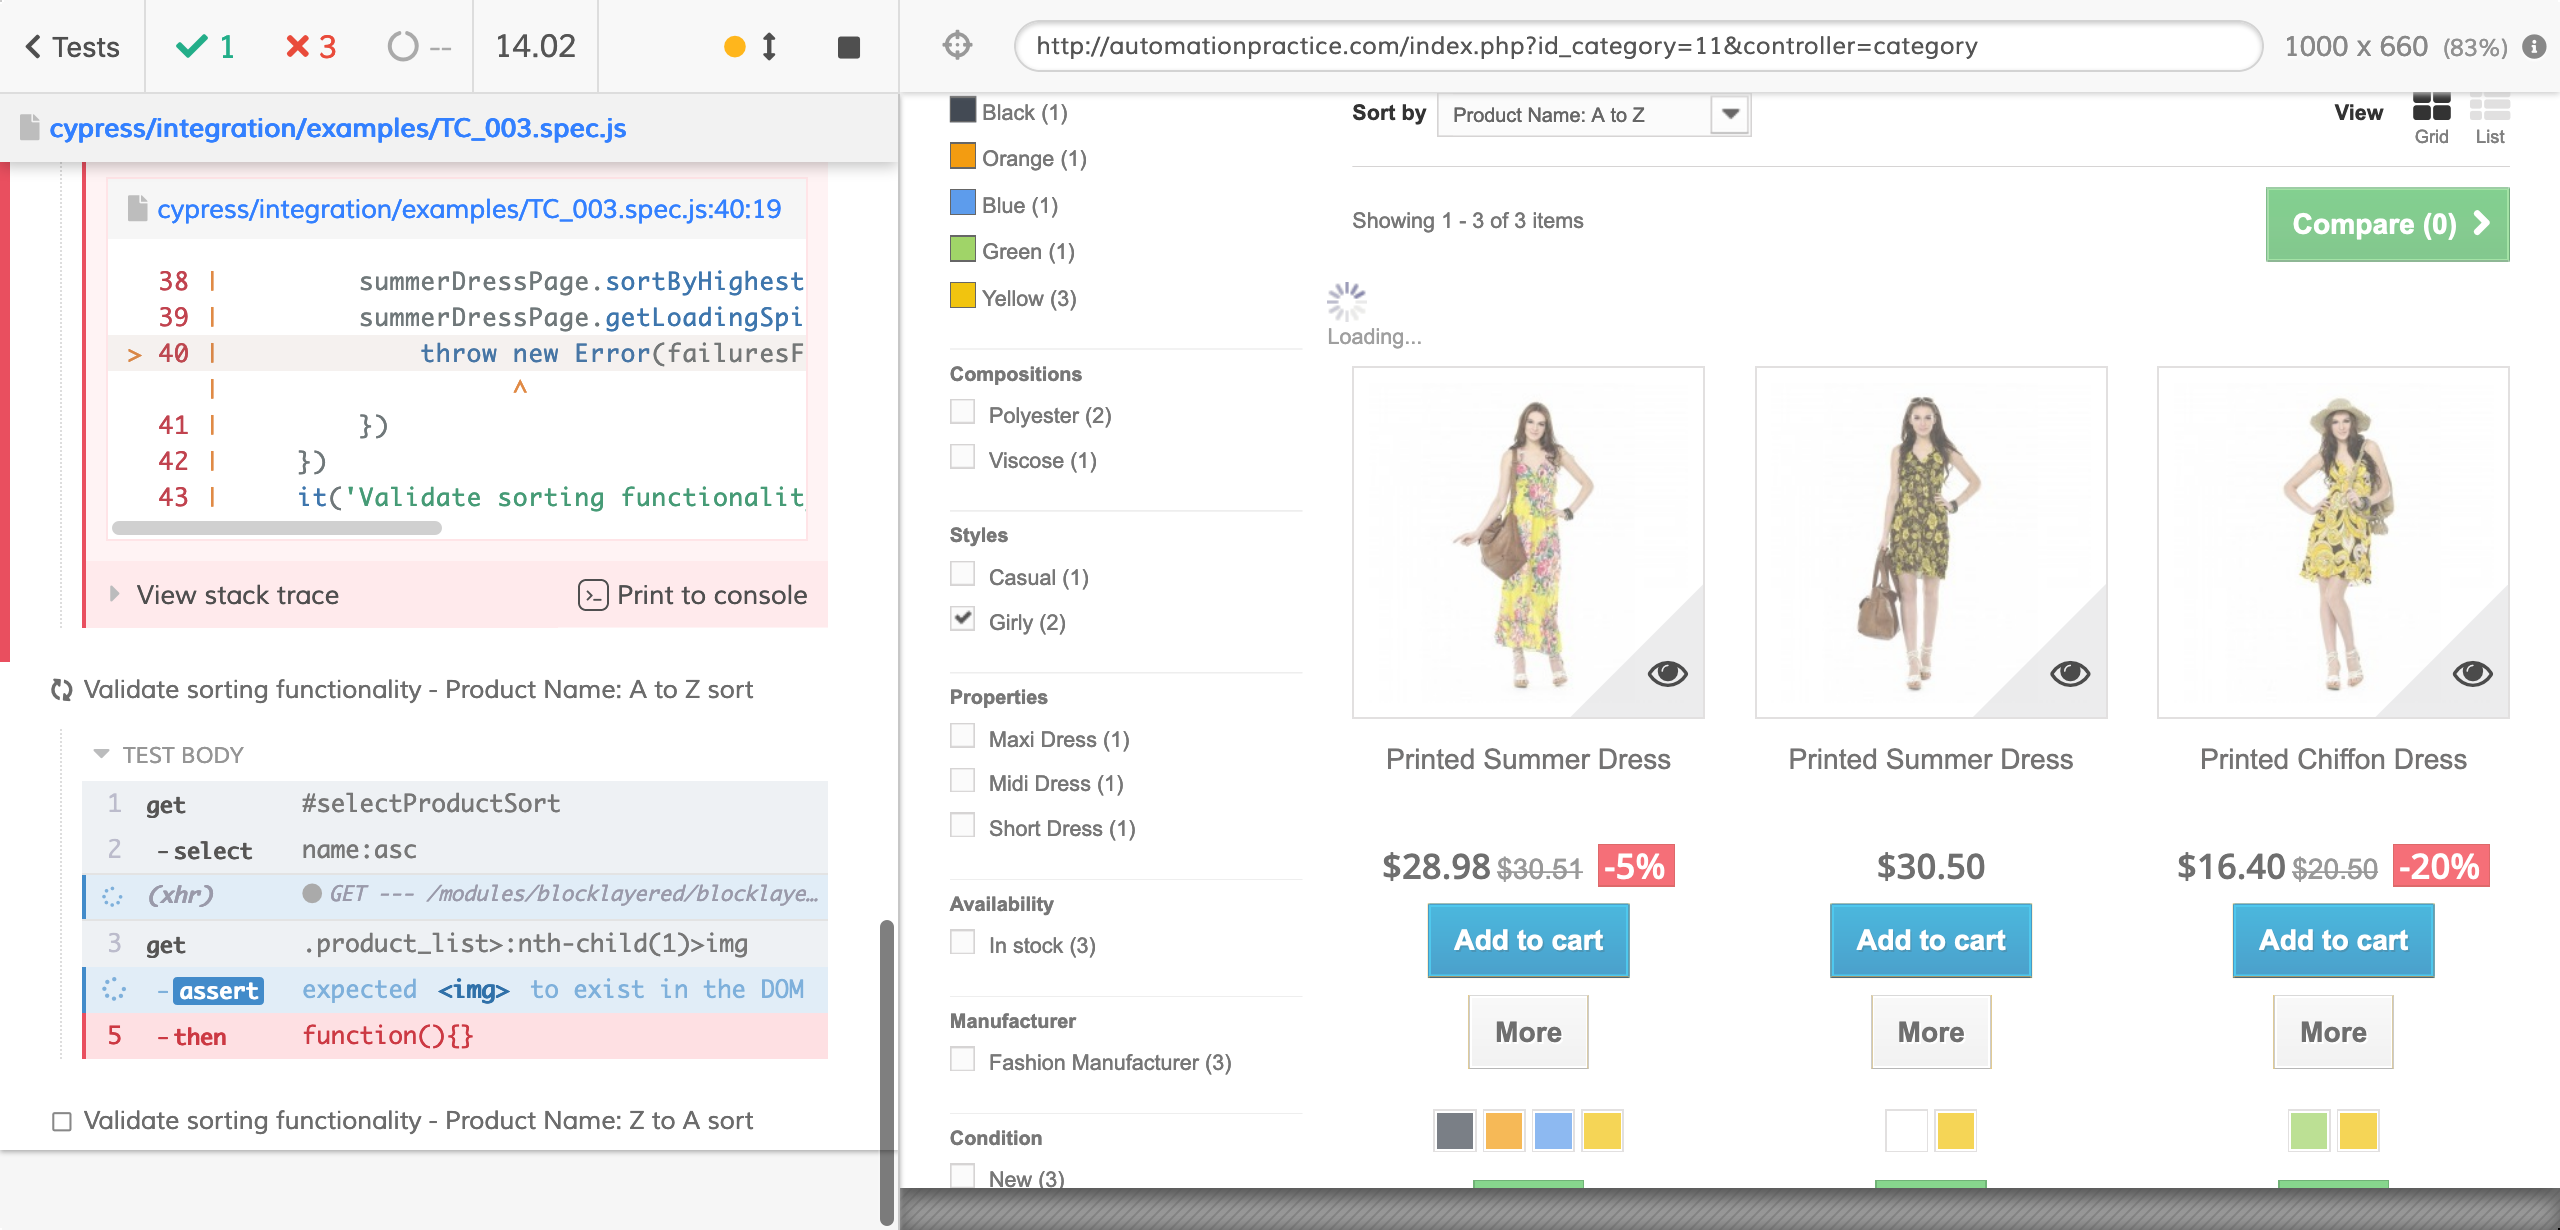 Tests
1
3
--
14.02
cypress/integration/examples/TC_003.spec.js
cypress/integration/examples/TC_003.spec.js:40:19
38 | summerDressPage.sortByHighest
39 | summerDressPage.getLoadingSpi
> 40 | throw new Error(failuresF
| ^
41 | })
42 | })
43 | it('Validate sorting functionalit
View stack trace
Print to console
Validate sorting functionality - Product Name: A to Z sort
TEST BODY
1 get #selectProductSort
2 -select name:asc
(xhr) GET --- /modules/blocklayered/blocklaye…
3 get .product_list>:nth-child(1)>img
-assert expected <img> to exist in the DOM
5 -then function(){}
Validate sorting functionality - Product Name: Z to A sort
http://automationpractice.com/index.php?id_category=11&controller=category
1000 x 660 (83%)
Black (1)
Orange (1)
Blue (1)
Green (1)
Yellow (3)
Compositions
Polyester (2)
Viscose (1)
Styles
Casual (1)
Girly (2)
Properties
Maxi Dress (1)
Midi Dress (1)
Short Dress (1)
Availability
In stock (3)
Manufacturer
Fashion Manufacturer (3)
Condition
New (3)
Sort by Product Name: A to Z
View
Grid
List
Showing 1 - 3 of 3 items
Compare (0)
Loading...
Printed Summer Dress
$28.98 $30.51 -5%
Add to cart
More
Printed Summer Dress
$30.50
Add to cart
More
Printed Chiffon Dress
$16.40 $20.50 -20%
Add to cart
More